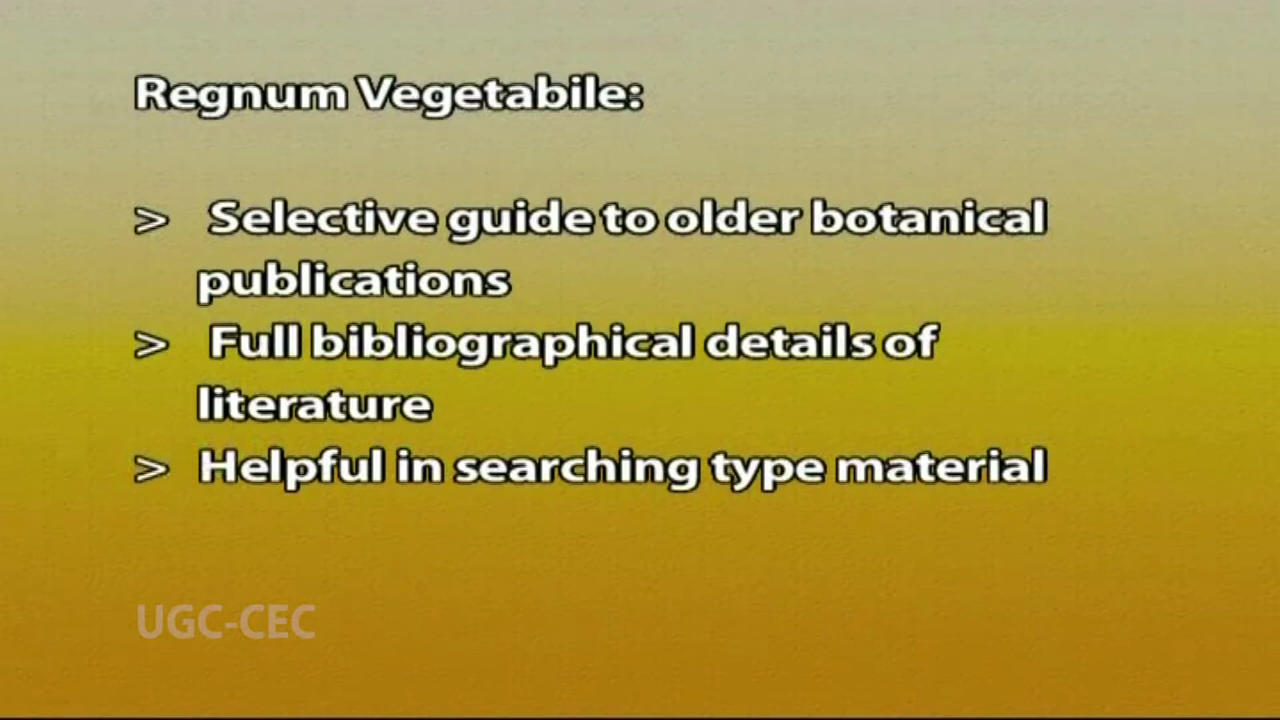 Regnum Vegetabile:
> Selective guide to older botanical
publications
> Full bibliographical details of
literature
> Helpful in searching type material
UGC-CEC